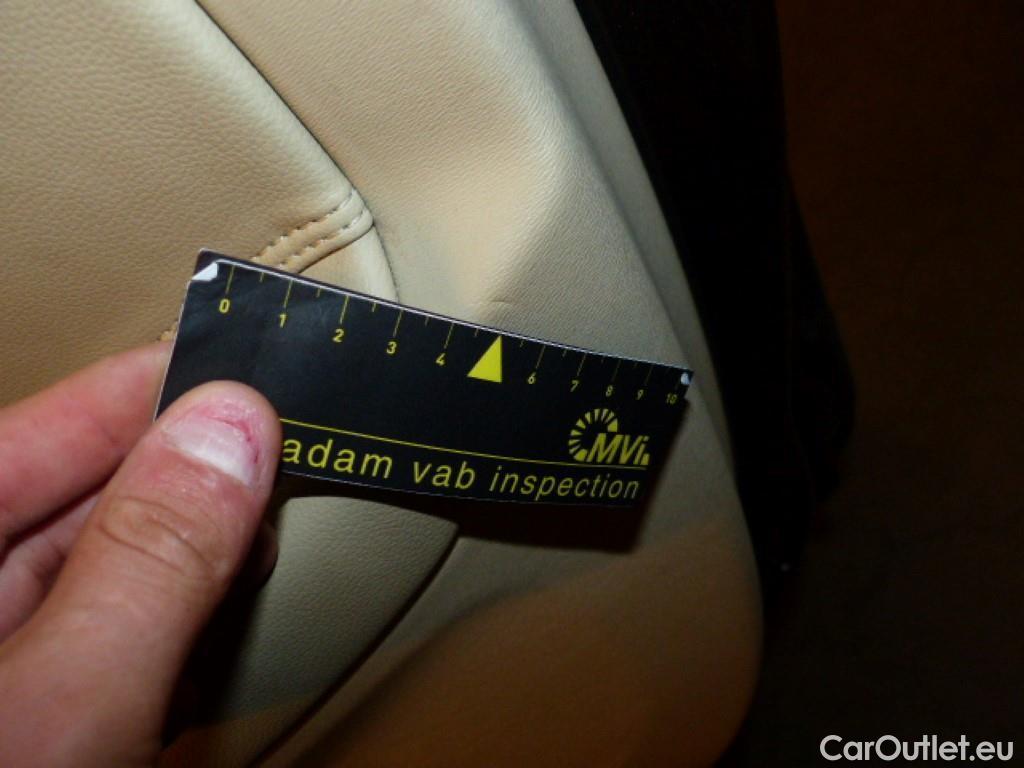 0 1 2 3 4 6 7 8 9 10
MVi.
adam vab inspection
CarOutlet.eu